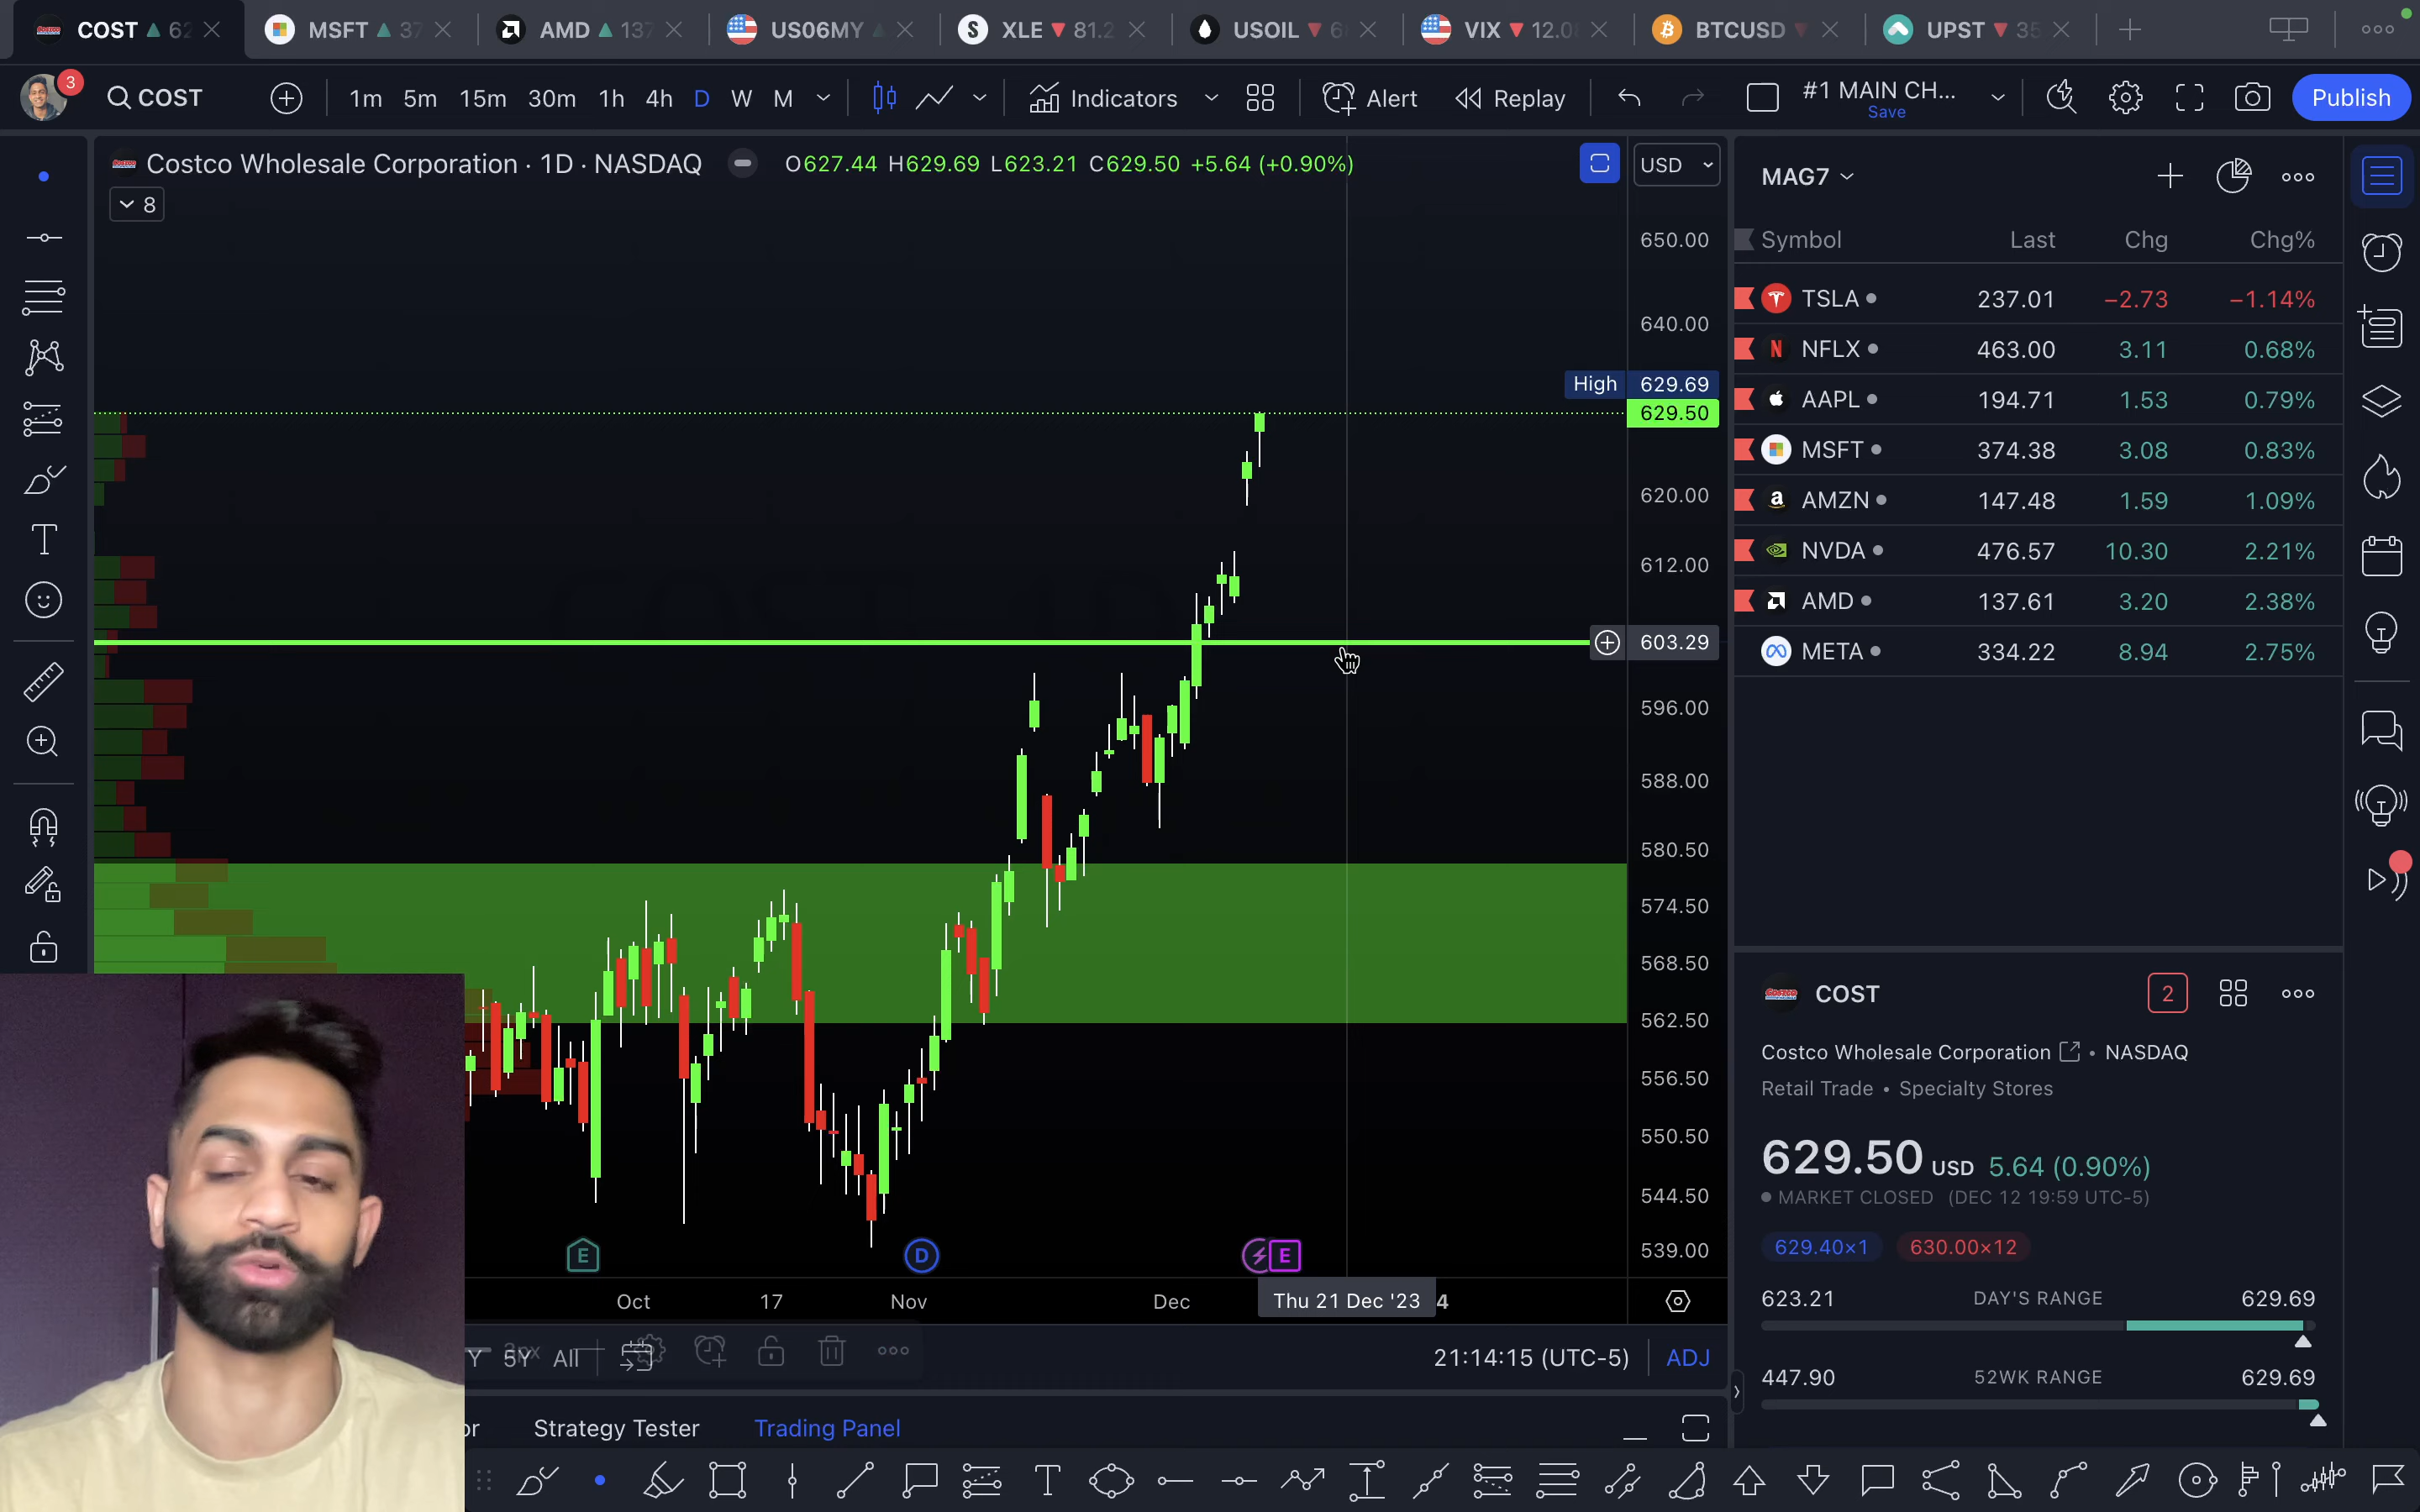 COST 62 MSFT 37 AMD 137 US06MY XLE 81.2 USOIL 6 VIX 12.0 BTCUSD UPST 35
3 COST 1m 5m 15m 30m 1h 4h D W M Indicators Alert Replay #1 MAIN CH... Save Publish
Costco Wholesale Corporation · 1D · NASDAQ O627.44 H629.69 L623.21 C629.50 +5.64 (+0.90%) USD
8
650.00
640.00
High 629.69
629.50
620.00
612.00
603.29
596.00
588.00
580.50
574.50
568.50
562.50
556.50
550.50
544.50
539.00
E D E
Oct 17 Nov Dec Thu 21 Dec '23 4
Y 5Y All 21:14:15 (UTC-5) ADJ
or Strategy Tester Trading Panel
MAG7
Symbol Last Chg Chg%
TSLA 237.01 −2.73 −1.14%
NFLX 463.00 3.11 0.68%
AAPL 194.71 1.53 0.79%
MSFT 374.38 3.08 0.83%
AMZN 147.48 1.59 1.09%
NVDA 476.57 10.30 2.21%
AMD 137.61 3.20 2.38%
META 334.22 8.94 2.75%
COST 2
Costco Wholesale Corporation • NASDAQ
Retail Trade • Specialty Stores
629.50 USD 5.64 (0.90%)
MARKET CLOSED (DEC 12 19:59 UTC-5)
629.40×1 630.00×12
623.21 DAY'S RANGE 629.69
447.90 52WK RANGE 629.69